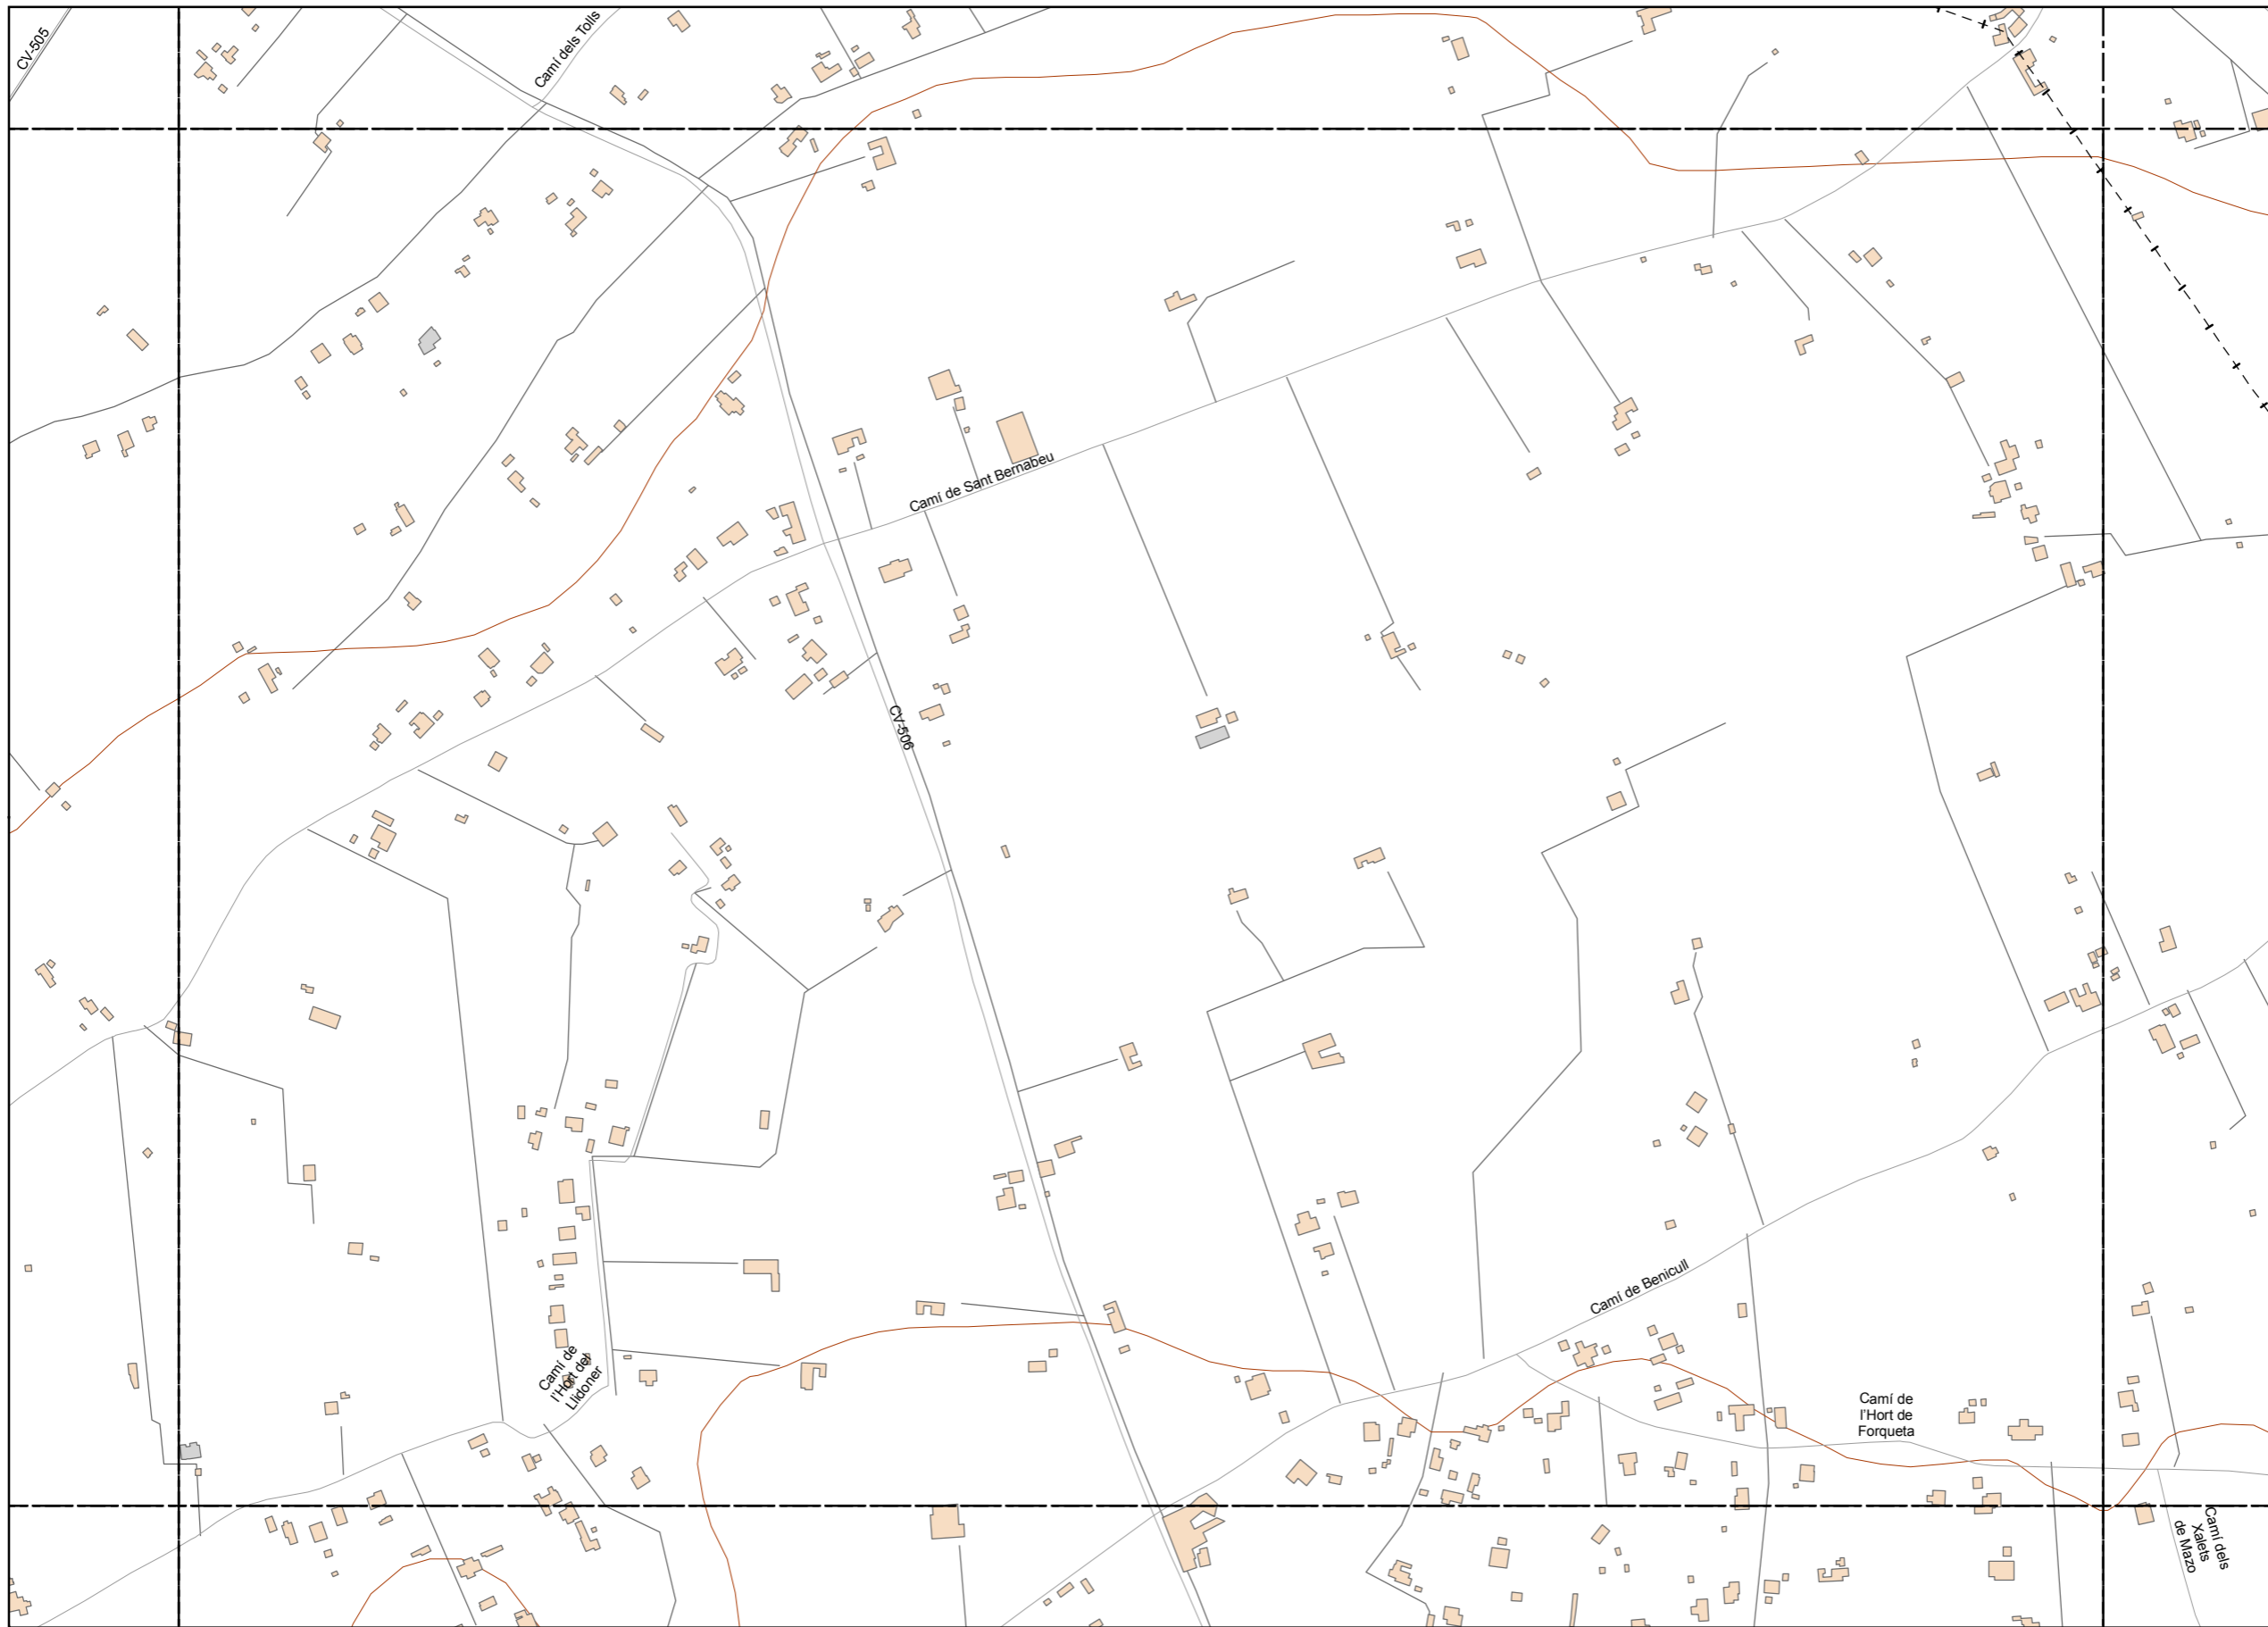 CV-505
Camí dels Tolls
Camí de Sant Bernabeu
CV-506
Camí de Benicull
Camí de
l'Hort del
Llidoner
Camí de
l'Hort de
Forqueta
Camí dels
Xalets
de Mazo